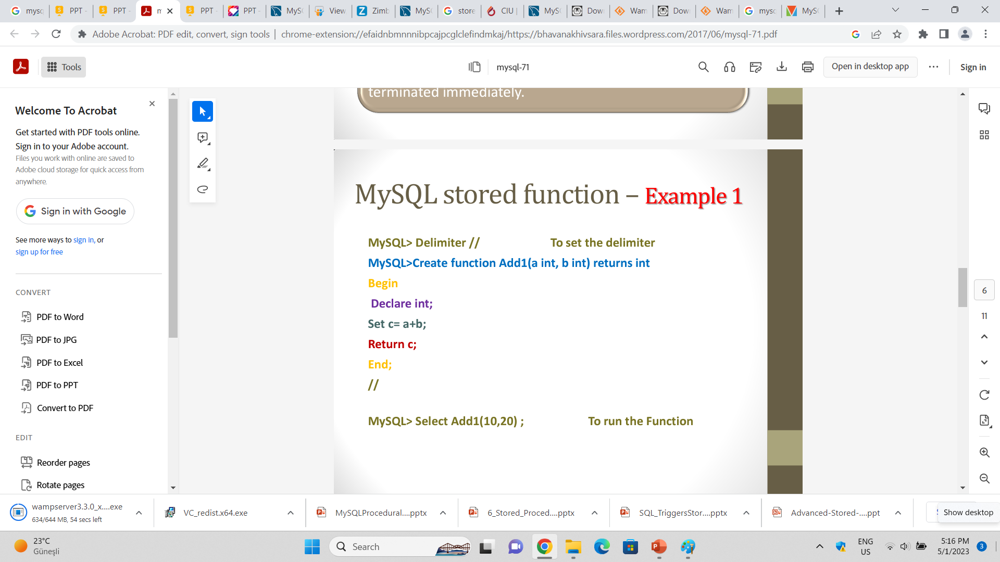 mysq
PPT -
PPT -
m
PPT -
PPT -
MySQ
View
Zimb
MySQ
store
CIU |
MySQ
Down
Wam
Down
Wam
mysq
MySQ
Adobe Acrobat: PDF edit, convert, sign tools | chrome-extension://efaidnbmnnnibpcajpcglclefindmkaj/https://bhavanakhivsara.files.wordpress.com/2017/06/mysql-71.pdf
Tools
mysql-71
Open in desktop app
Sign in
Welcome To Acrobat
Get started with PDF tools online.
Sign in to your Adobe account.
Files you work with online are saved to
Adobe cloud storage for quick access from
anywhere.
Sign in with Google
See more ways to sign in, or
sign up for free
CONVERT
PDF to Word
PDF to JPG
PDF to Excel
PDF to PPT
Convert to PDF
EDIT
Reorder pages
Rotate pages
terminated immediately.
MySQL stored function – Example 1
MySQL> Delimiter // To set the delimiter
MySQL>Create function Add1(a int, b int) returns int
Begin
Declare int;
Set c= a+b;
Return c;
End;
//
MySQL> Select Add1(10,20) ; To run the Function
6
11
wampserver3.3.0_x....exe
634/644 MB, 54 secs left
VC_redist.x64.exe
MySQLProcedural....pptx
6_Stored_Proced....pptx
SQL_TriggersStor....pptx
Advanced-Stored-....ppt
Show desktop
23°C
Güneşli
Search
ENG
US
5:16 PM
5/1/2023
3